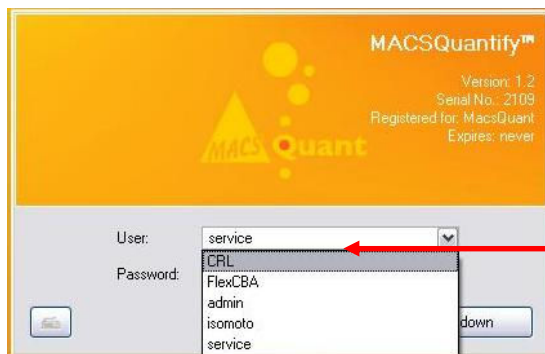 MACSQuantify™
Version: 1.2
Serial No.: 2109
Registered for: MacsQuant
Expires: never
MACS Quant
User: service
CRL
Password:
FlexCBA
admin
isomoto
service
down